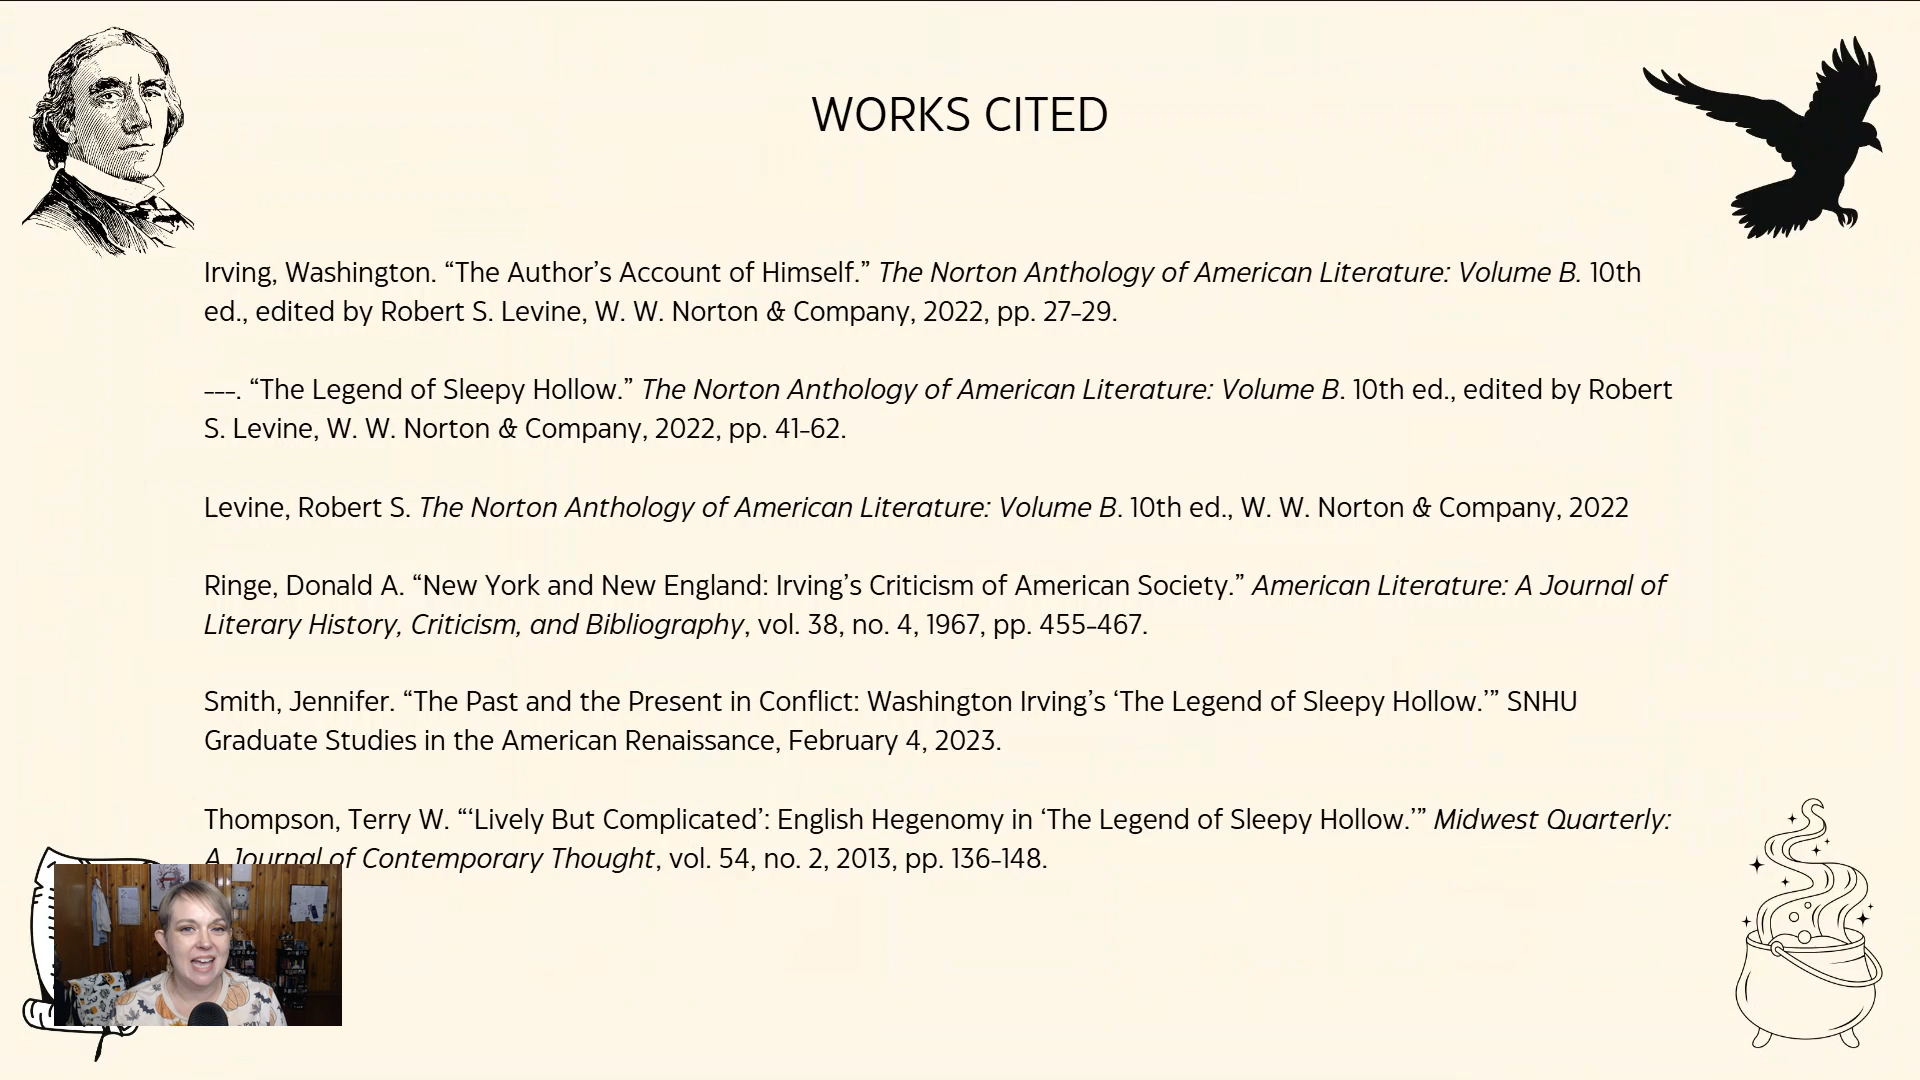 WORKS CITED
Irving, Washington. “The Author’s Account of Himself.” The Norton Anthology of American Literature: Volume B. 10th
ed., edited by Robert S. Levine, W. W. Norton & Company, 2022, pp. 27-29.
---. “The Legend of Sleepy Hollow.” The Norton Anthology of American Literature: Volume B. 10th ed., edited by Robert
S. Levine, W. W. Norton & Company, 2022, pp. 41-62.
Levine, Robert S. The Norton Anthology of American Literature: Volume B. 10th ed., W. W. Norton & Company, 2022
Ringe, Donald A. “New York and New England: Irving’s Criticism of American Society.” American Literature: A Journal of
Literary History, Criticism, and Bibliography, vol. 38, no. 4, 1967, pp. 455-467.
Smith, Jennifer. “The Past and the Present in Conflict: Washington Irving’s ‘The Legend of Sleepy Hollow.’” SNHU
Graduate Studies in the American Renaissance, February 4, 2023.
Thompson, Terry W. “‘Lively But Complicated’: English Hegenomy in ‘The Legend of Sleepy Hollow.’” Midwest Quarterly:
A Journal of Contemporary Thought, vol. 54, no. 2, 2013, pp. 136-148.